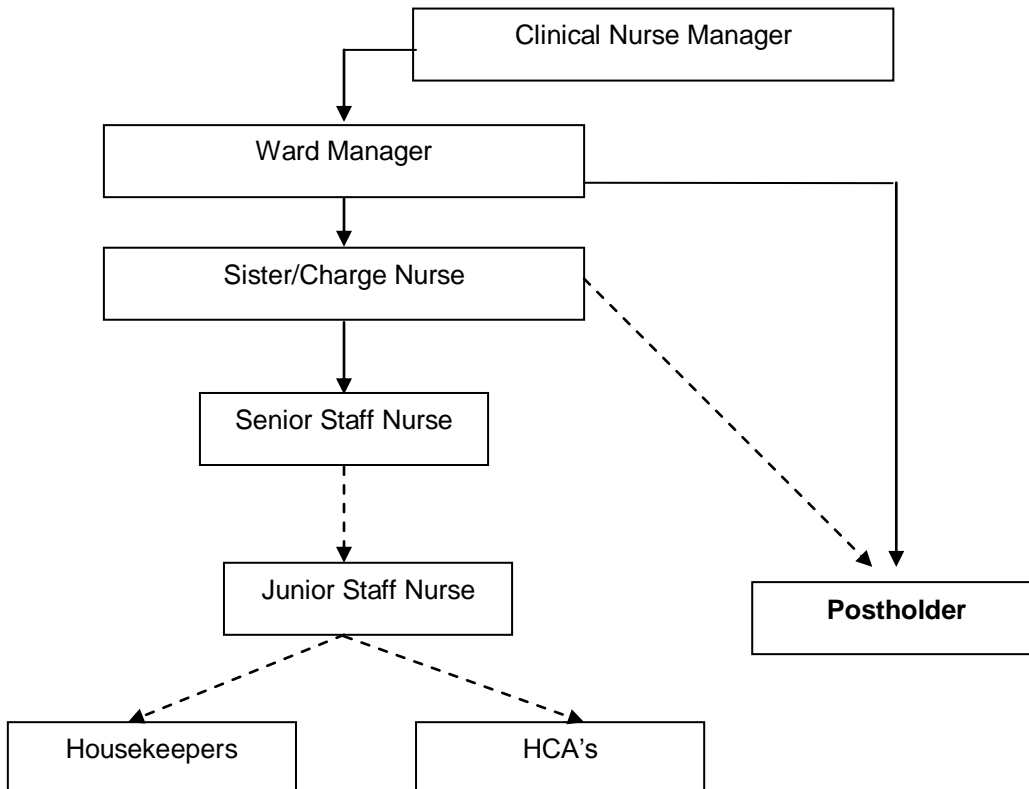 Clinical Nurse Manager
Ward Manager
Sister/Charge Nurse
Senior Staff Nurse
Junior Staff Nurse
Postholder
Housekeepers
HCA’s